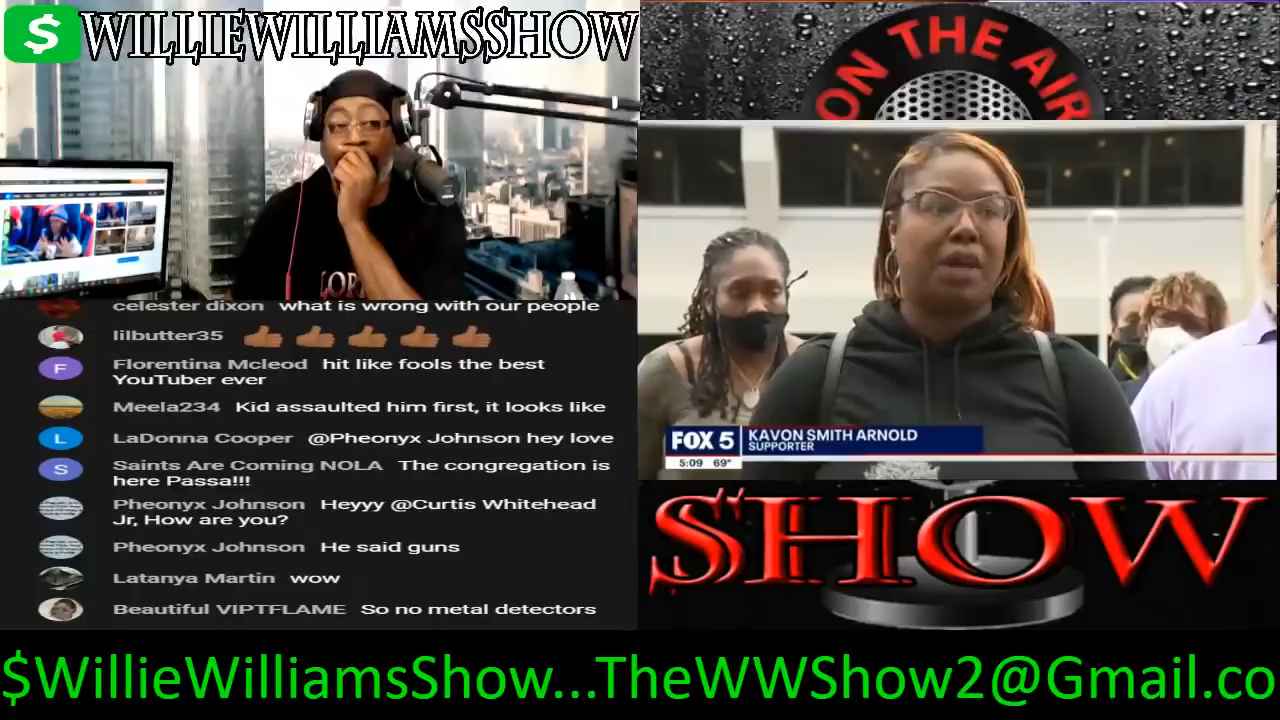 $ WILLIEWILLIAMSSHOW
ON THE AIR
celester dixon what is wrong with our people
lilbutter35
F Florentina Mcleod hit like fools the best
YouTuber ever
Meela234 Kid assaulted him first, it looks like
L LaDonna Cooper @Pheonyx Johnson hey love
S Saints Are Coming NOLA The congregation is
here Passa!!!
Pheonyx Johnson Heyyy @Curtis Whitehead
Jr, How are you?
Pheonyx Johnson He said guns
Latanya Martin wow
Beautiful VIPTFLAME So no metal detectors
FOX 5
5:09 69°
KAVON SMITH ARNOLD
SUPPORTER
SHOW
$WillieWilliamsShow...TheWWShow2@Gmail.co